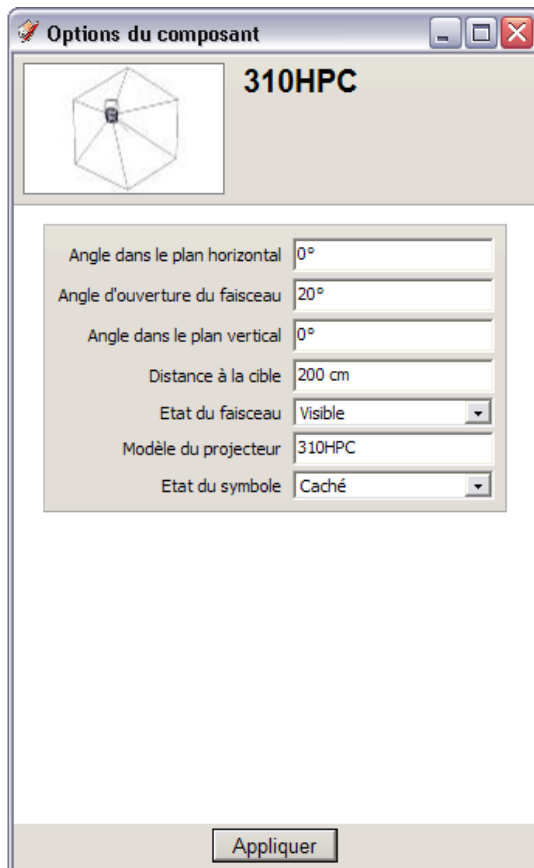 Options du composant
310HPC
Angle dans le plan horizontal 0°
Angle d'ouverture du faisceau 20°
Angle dans le plan vertical 0°
Distance à la cible 200 cm
Etat du faisceau Visible
Modèle du projecteur 310HPC
Etat du symbole Caché
Appliquer